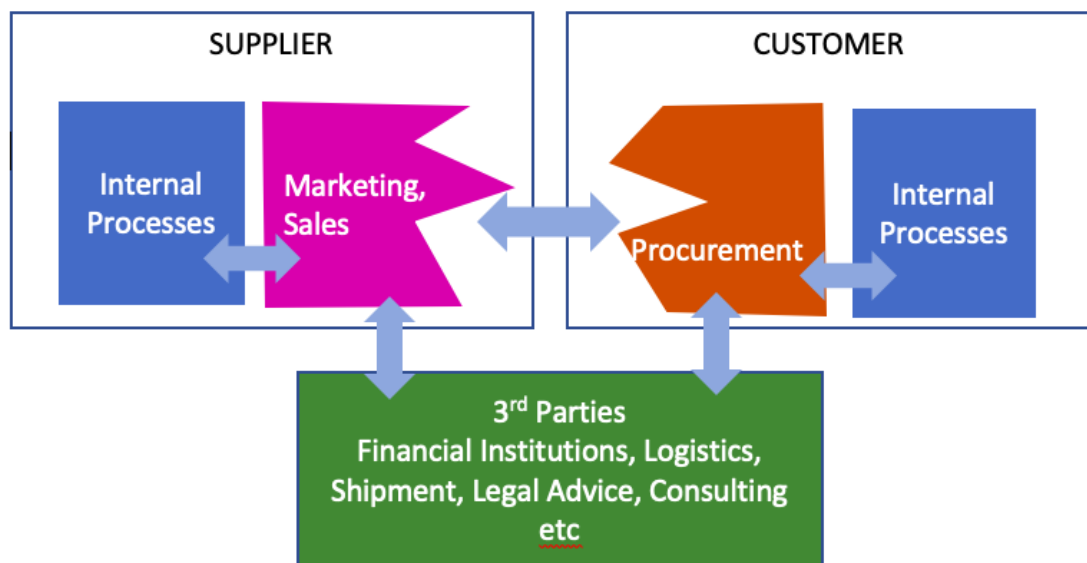 SUPPLIER
Internal
Processes
Marketing,
Sales
CUSTOMER
Procurement
Internal
Processes
3rd Parties
Financial Institutions, Logistics,
Shipment, Legal Advice, Consulting
etc